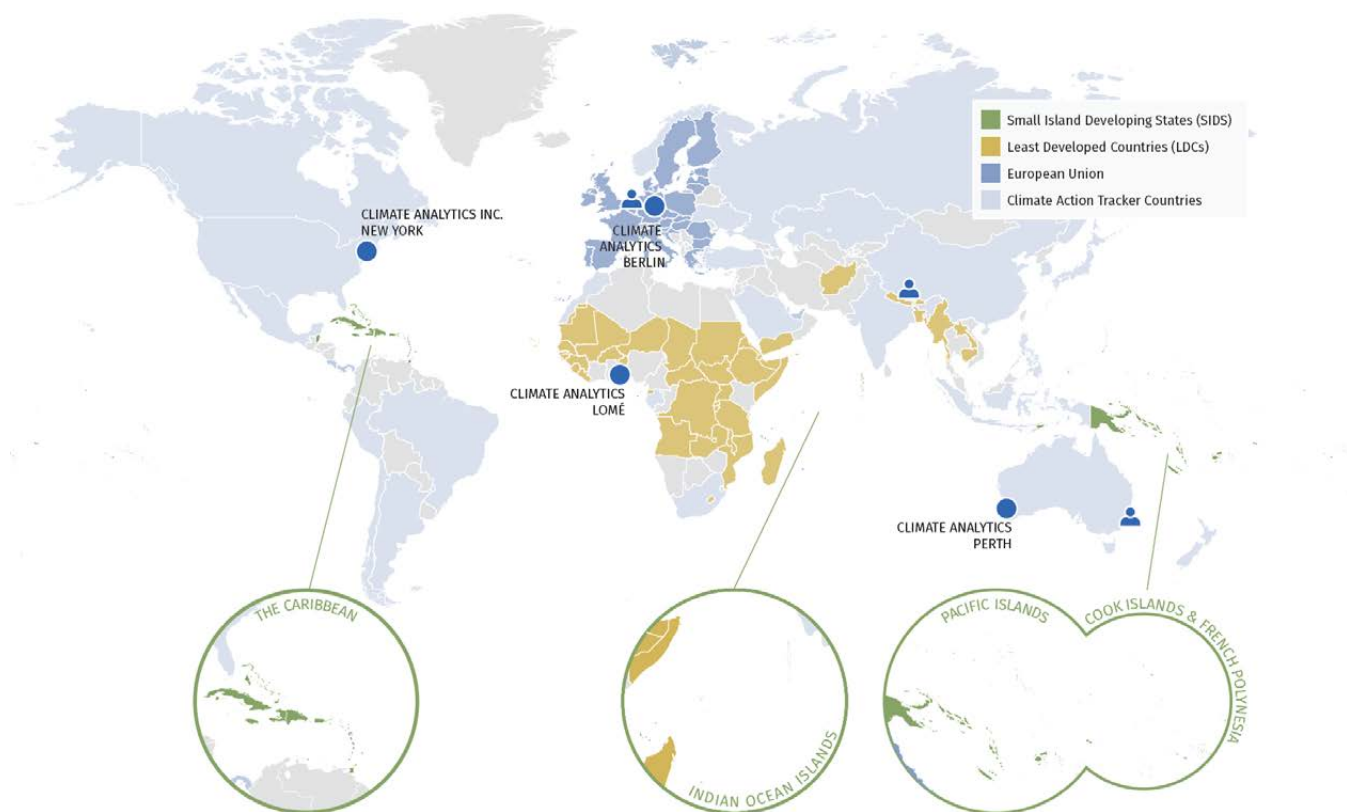 Small Island Developing States (SIDS)
Least Developed Countries (LDCs)
European Union
Climate Action Tracker Countries
CLIMATE ANALYTICS INC.
NEW YORK
CLIMATE
ANALYTICS
BERLIN
CLIMATE ANALYTICS
LOMÉ
CLIMATE ANALYTICS
PERTH
THE CARIBBEAN
INDIAN OCEAN ISLANDS
PACIFIC ISLANDS
COOK ISLANDS & FRENCH POLYNESIA